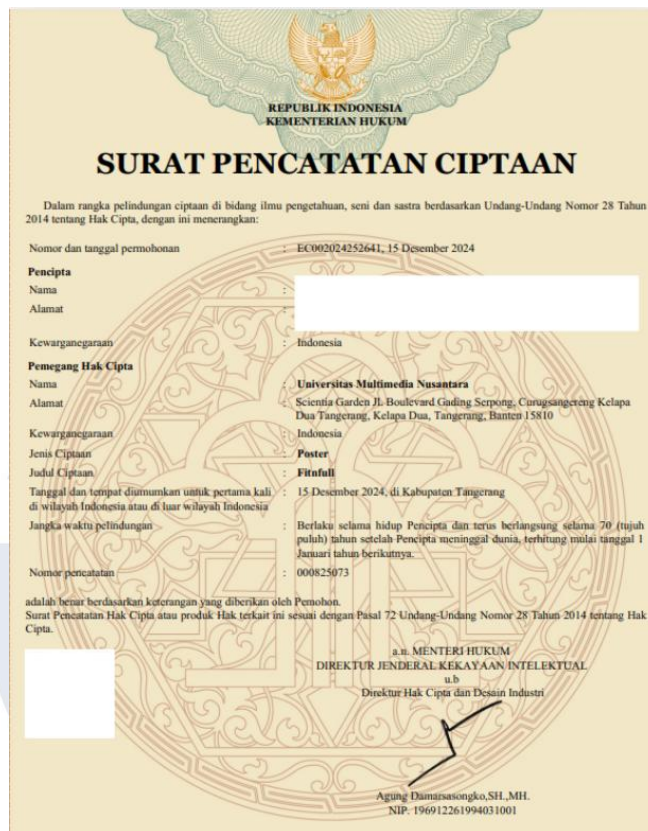 REPUBLIK INDONESIA
KEMENTERIAN HUKUM
SURAT PENCATATAN CIPTAAN
Dalam rangka pelindungan ciptaan di bidang ilmu pengetahuan, seni dan sastra berdasarkan Undang-Undang Nomor 28 Tahun
2014 tentang Hak Cipta, dengan ini menerangkan:
Nomor dan tanggal permohonan : EC002024252641, 15 Desember 2024
Pencipta
Nama :
Alamat :
Kewarganegaraan : Indonesia
Pemegang Hak Cipta
Nama : Universitas Multimedia Nusantara
Alamat : Scientia Garden Jl. Boulevard Gading Serpong, Curugsangereng Kelapa
Dua Tangerang, Kelapa Dua, Tangerang, Banten 15810
Kewarganegaraan : Indonesia
Jenis Ciptaan : Poster
Judul Ciptaan : Fitnfull
Tanggal dan tempat diumumkan untuk pertama kali : 15 Desember 2024, di Kabupaten Tangerang
di wilayah Indonesia atau di luar wilayah Indonesia
Jangka waktu pelindungan : Berlaku selama hidup Pencipta dan terus berlangsung selama 70 (tujuh
puluh) tahun setelah Pencipta meninggal dunia, terhitung mulai tanggal 1
Januari tahun berikutnya.
Nomor pencatatan : 000825073
adalah benar berdasarkan keterangan yang diberikan oleh Pemohon.
Surat Pencatatan Hak Cipta atau produk Hak terkait ini sesuai dengan Pasal 72 Undang-Undang Nomor 28 Tahun 2014 tentang Hak
Cipta.
a.n. MENTERI HUKUM
DIREKTUR JENDERAL KEKAYAAN INTELEKTUAL
u.b
Direktur Hak Cipta dan Desain Industri
Agung Damarsasongko,SH.,MH.
NIP. 196912261994031001